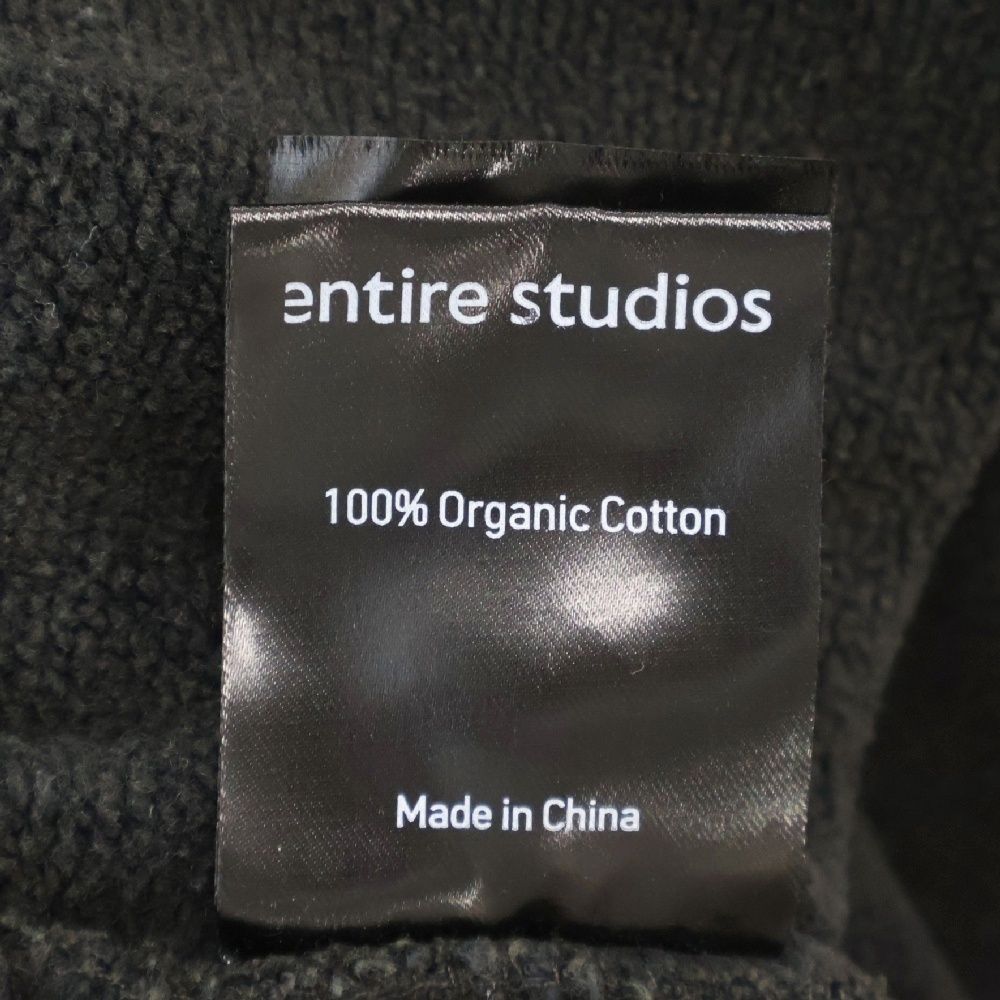 entire studios
100% Organic Cotton
Made in China